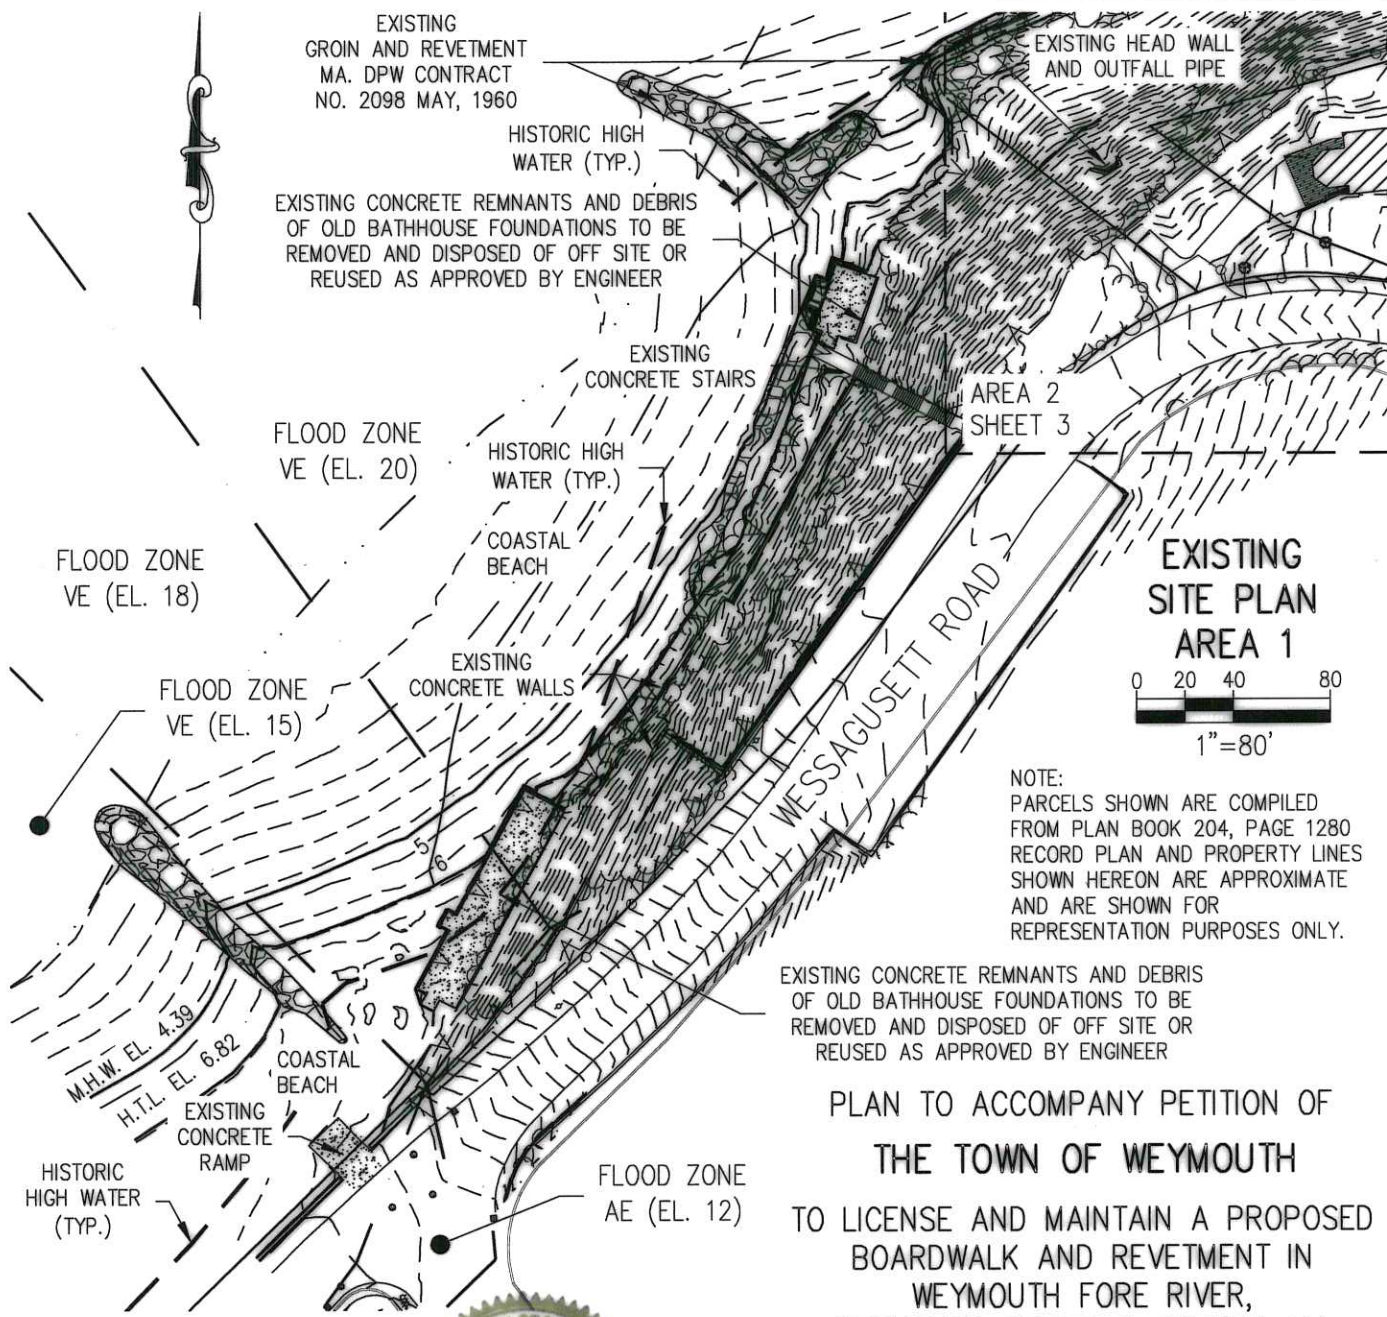 EXISTING
GROIN AND REVETMENT
MA. DPW CONTRACT
NO. 2098 MAY, 1960
EXISTING HEAD WALL
AND OUTFALL PIPE
HISTORIC HIGH
WATER (TYP.)
EXISTING CONCRETE REMNANTS AND DEBRIS
OF OLD BATHHOUSE FOUNDATIONS TO BE
REMOVED AND DISPOSED OF OFF SITE OR
REUSED AS APPROVED BY ENGINEER
EXISTING
CONCRETE STAIRS
AREA 2
SHEET 3
FLOOD ZONE
VE (EL. 20)
HISTORIC HIGH
WATER (TYP.)
COASTAL
BEACH
FLOOD ZONE
VE (EL. 18)
WESSAGUSETT ROAD
EXISTING
SITE PLAN
AREA 1
0 20 40 80
1"=80'
EXISTING
CONCRETE WALLS
FLOOD ZONE
VE (EL. 15)
NOTE:
PARCELS SHOWN ARE COMPILED
FROM PLAN BOOK 204, PAGE 1280
RECORD PLAN AND PROPERTY LINES
SHOWN HEREON ARE APPROXIMATE
AND ARE SHOWN FOR
REPRESENTATION PURPOSES ONLY.
5
6
EXISTING CONCRETE REMNANTS AND DEBRIS
OF OLD BATHHOUSE FOUNDATIONS TO BE
REMOVED AND DISPOSED OF OFF SITE OR
REUSED AS APPROVED BY ENGINEER
M.H.W. EL. 4.39
H.T.L. EL. 6.82
COASTAL
BEACH
EXISTING
CONCRETE
RAMP
HISTORIC
HIGH WATER
(TYP.)
FLOOD ZONE
AE (EL. 12)
PLAN TO ACCOMPANY PETITION OF
THE TOWN OF WEYMOUTH
TO LICENSE AND MAINTAIN A PROPOSED
BOARDWALK AND REVETMENT IN
WEYMOUTH FORE RIVER,